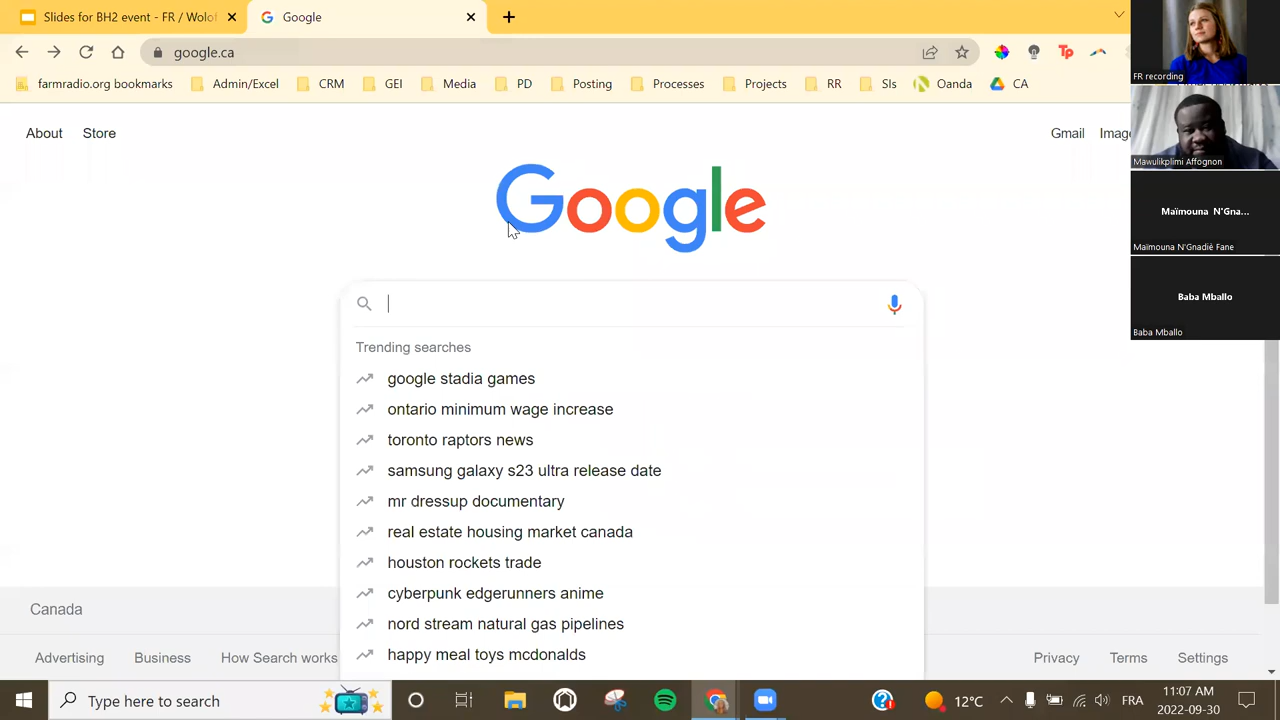 Slides for BH2 event - FR / Wolof
Google
google.ca
farmradio.org bookmarks Admin/Excel CRM GEI Media PD Posting Processes Projects RR SIs Oanda CA
About Store Gmail Imag
Google
Trending searches
google stadia games
ontario minimum wage increase
toronto raptors news
samsung galaxy s23 ultra release date
mr dressup documentary
real estate housing market canada
houston rockets trade
cyberpunk edgerunners anime
nord stream natural gas pipelines
happy meal toys mcdonalds
Canada
Advertising Business How Search works Privacy Terms Settings
Type here to search
12°C FRA 11:07 AM
2022-09-30
FR recording
Mawulikplimi Affognon
Maïmouna N'Gna...
Maïmouna N'Gnadiè Fane
Baba Mballo
Baba Mballo